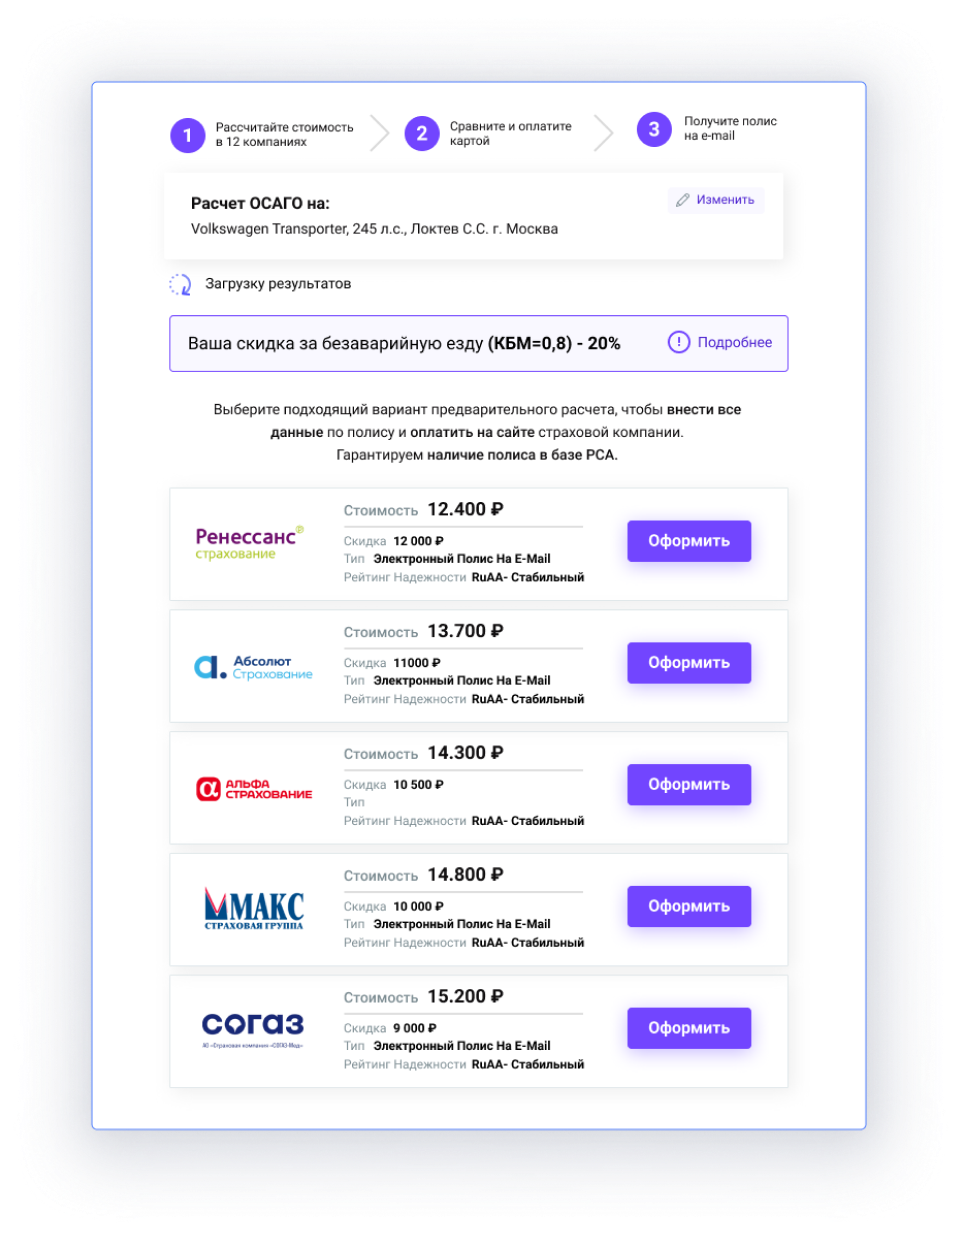 1
Рассчитайте стоимость
в 12 компаниях
2
Сравните и оплатите
картой
3
Получите полис
на e-mail
Расчет ОСАГО на:
Изменить
Volkswagen Transporter, 245 л.с., Локтев С.С. г. Москва
Загрузку результатов
Ваша скидка за безаварийную езду (КБМ=0,8) - 20%
! Подробнее
Выберите подходящий вариант предварительного расчета, чтобы внести все
данные по полису и оплатить на сайте страховой компании.
Гарантируем наличие полиса в базе РСА.
Ренессанс
страхование
Стоимость 12.400 ₽
Скидка 12 000 ₽
Тип Электронный Полис На E-Mail
Рейтинг Надежности RuAA- Стабильный
Оформить
Абсолют
Страхование
Стоимость 13.700 ₽
Скидка 11000 ₽
Тип Электронный Полис На E-Mail
Рейтинг Надежности RuAA- Стабильный
Оформить
АЛЬФА
СТРАХОВАНИЕ
Стоимость 14.300 ₽
Скидка 10 500 ₽
Тип
Рейтинг Надежности RuAA- Стабильный
Оформить
МАКС
СТРАХОВАЯ ГРУППА
Стоимость 14.800 ₽
Скидка 10 000 ₽
Тип Электронный Полис На E-Mail
Рейтинг Надежности RuAA- Стабильный
Оформить
согаз
АО «Страховая компания «СОГАЗ-Мед»
Стоимость 15.200 ₽
Скидка 9 000 ₽
Тип Электронный Полис На E-Mail
Рейтинг Надежности RuAA- Стабильный
Оформить